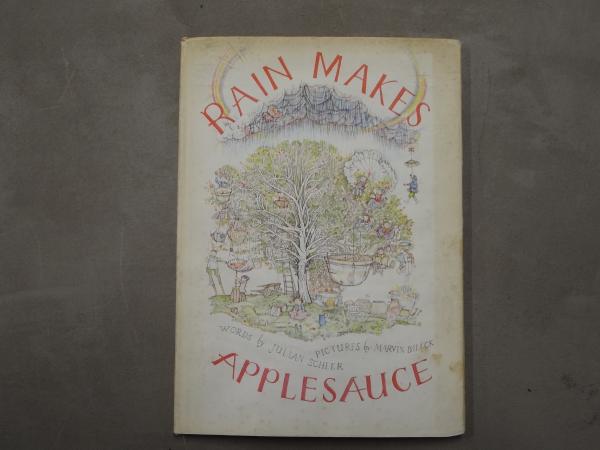 RAIN MAKES
WORDS by JULIAN SCHEER
PICTURES by MARVIN BILECK
APPLESAUCE